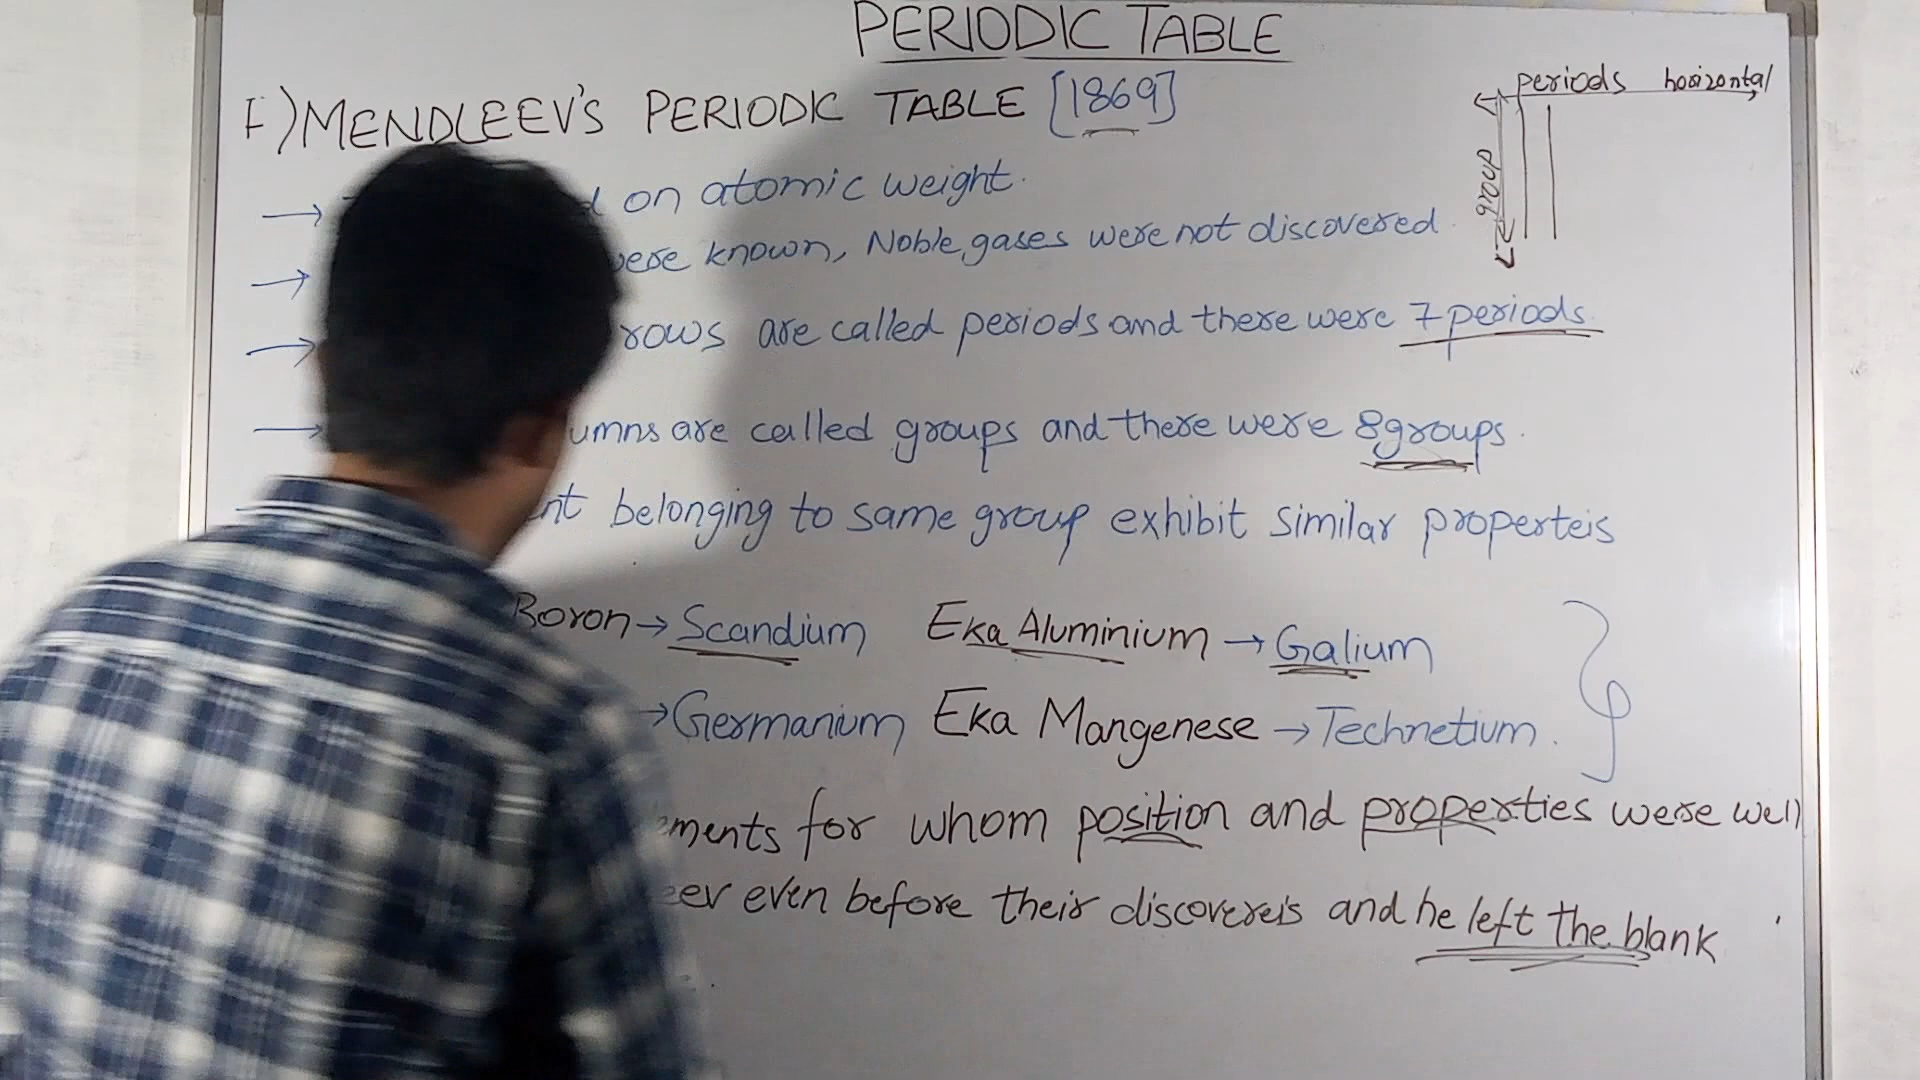 PERIODIC TABLE
F) MENDLEEV'S PERIODIC TABLE [1869]
periods horizontal
group
→ on atomic weight.
→ were known, Noble gases were not discovered.
→ rows are called periods and there were 7 periods.
→ umns are called groups and there were 8 groups.
belonging to same group exhibit similar properteis
Boron → Scandium Eka Aluminium → Galium
→ Germanium Eka Mangenese → Technetium.
ments for whom position and properties were well
eev even before their discovereis and he left the blank